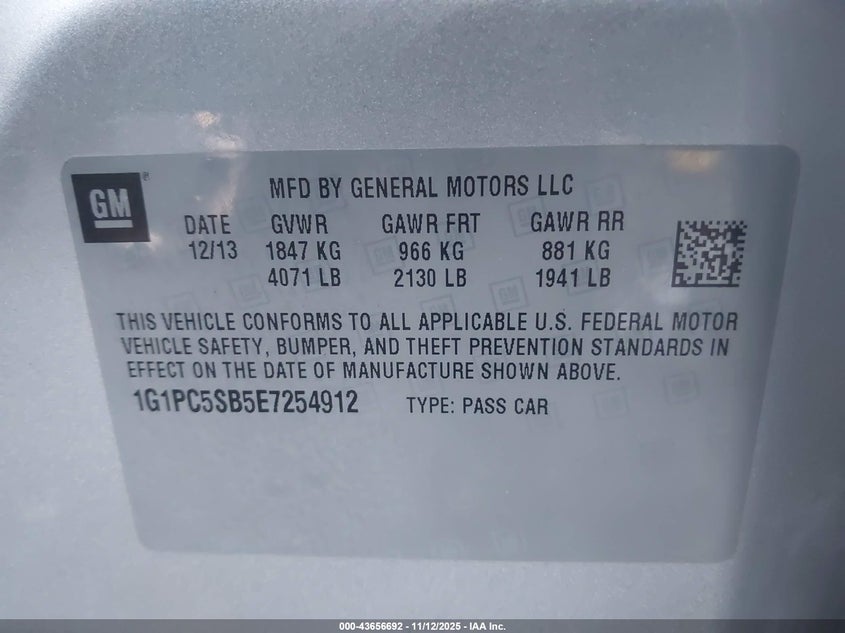 GM ®
MFD BY GENERAL MOTORS LLC
DATE GVWR GAWR FRT GAWR RR
12/13 1847 KG 966 KG 881 KG
4071 LB 2130 LB 1941 LB
THIS VEHICLE CONFORMS TO ALL APPLICABLE U.S. FEDERAL MOTOR
VEHICLE SAFETY, BUMPER, AND THEFT PREVENTION STANDARDS IN
EFFECT ON THE DATE OF MANUFACTURE SHOWN ABOVE.
1G1PC5SB5E7254912 TYPE: PASS CAR
000-43656692 - 11/12/2025 - IAA Inc.